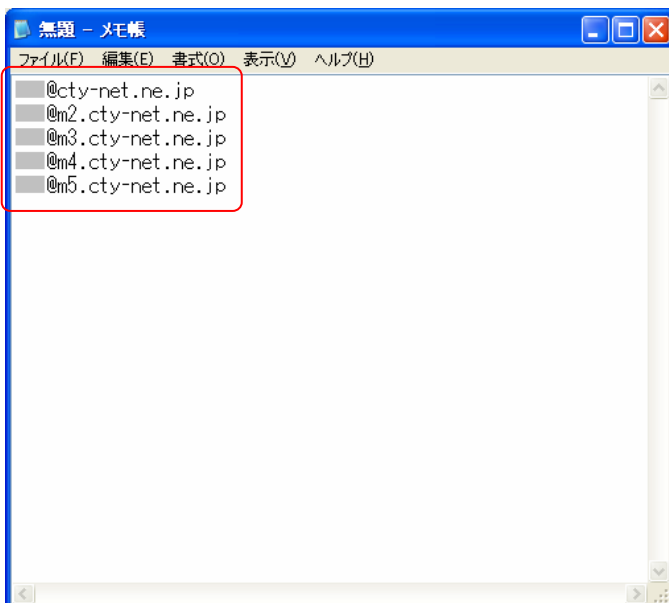 無題 - メモ帳
ファイル(F) 編集(E) 書式(O) 表示(V) ヘルプ(H)
@cty-net.ne.jp
@m2.cty-net.ne.jp
@m3.cty-net.ne.jp
@m4.cty-net.ne.jp
@m5.cty-net.ne.jp